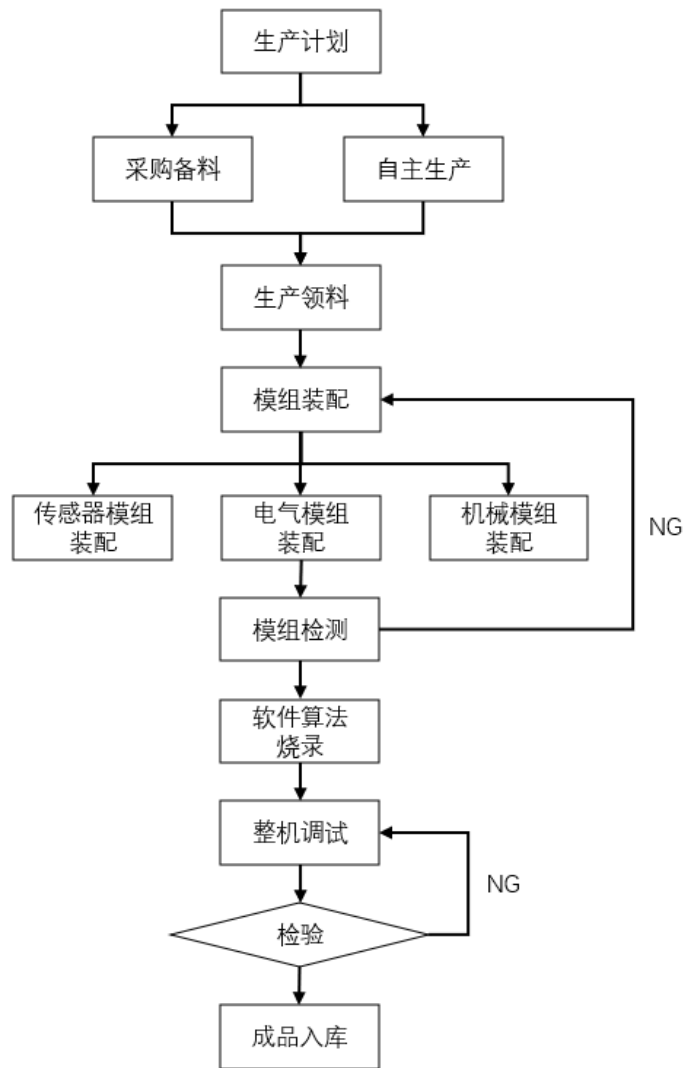 生产计划
采购备料
自主生产
生产领料
模组装配
传感器模组
装配
电气模组
装配
机械模组
装配
NG
模组检测
软件算法
烧录
整机调试
NG
检验
成品入库